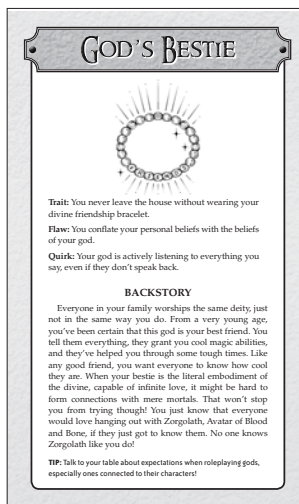 GOD'S BESTIE
Trait: You never leave the house without wearing your
divine friendship bracelet.
Flaw: You conflate your personal beliefs with the beliefs
of your god.
Quirk: Your god is actively listening to everything you
say, even if they don't speak back.
BACKSTORY
Everyone in your family worships the same deity, just
not in the same way you do. From a very young age,
you've been certain that this god is your best friend. You
tell them everything, they grant you cool magic abilities,
and they've helped you through some tough times. Like
any good friend, you want everyone to know how cool
they are. When your bestie is the literal embodiment of
the divine, capable of infinite love, it might be hard to
form connections with mere mortals. That won't stop
you from trying though! You just know that everyone
would love hanging out with Zorgolath, Avatar of Blood
and Bone, if they just got to know them. No one knows
Zorgolath like you do!
TIP: Talk to your table about expectations when roleplaying gods,
especially ones connected to their characters!